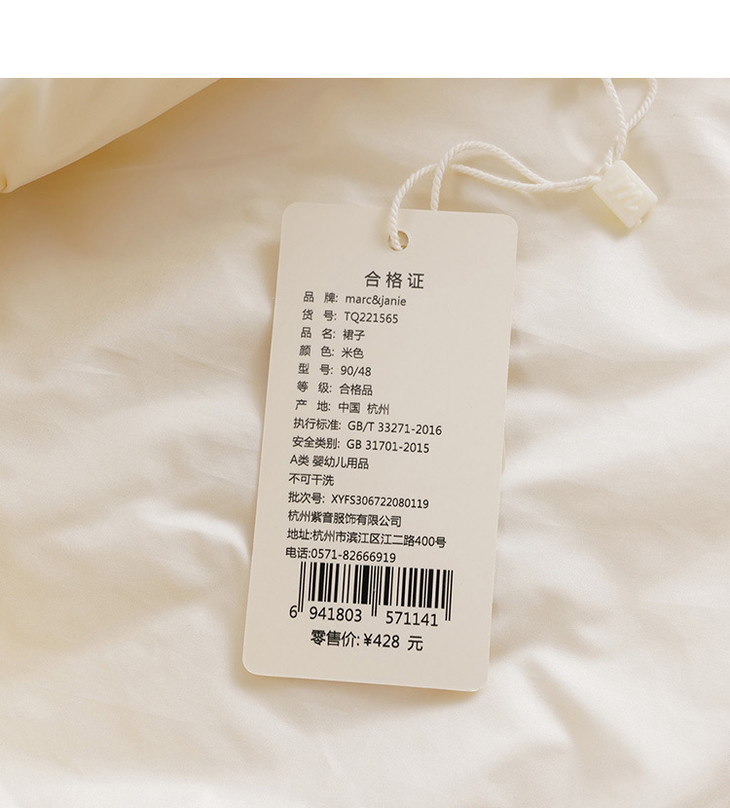 合格证
品 牌: marc&janie
货 号: TQ221565
品 名: 裙子
颜 色: 米色
型 号: 90/48
等 级: 合格品
产 地: 中国 杭州
执行标准: GB/T 33271-2016
安全类别: GB 31701-2015
A类 婴幼儿用品
不可干洗
批次号: XYFS306722080119
杭州紫音服饰有限公司
地址:杭州市滨江区江二路400号
电话:0571-82666919
6 941803 571141
零售价:¥428 元